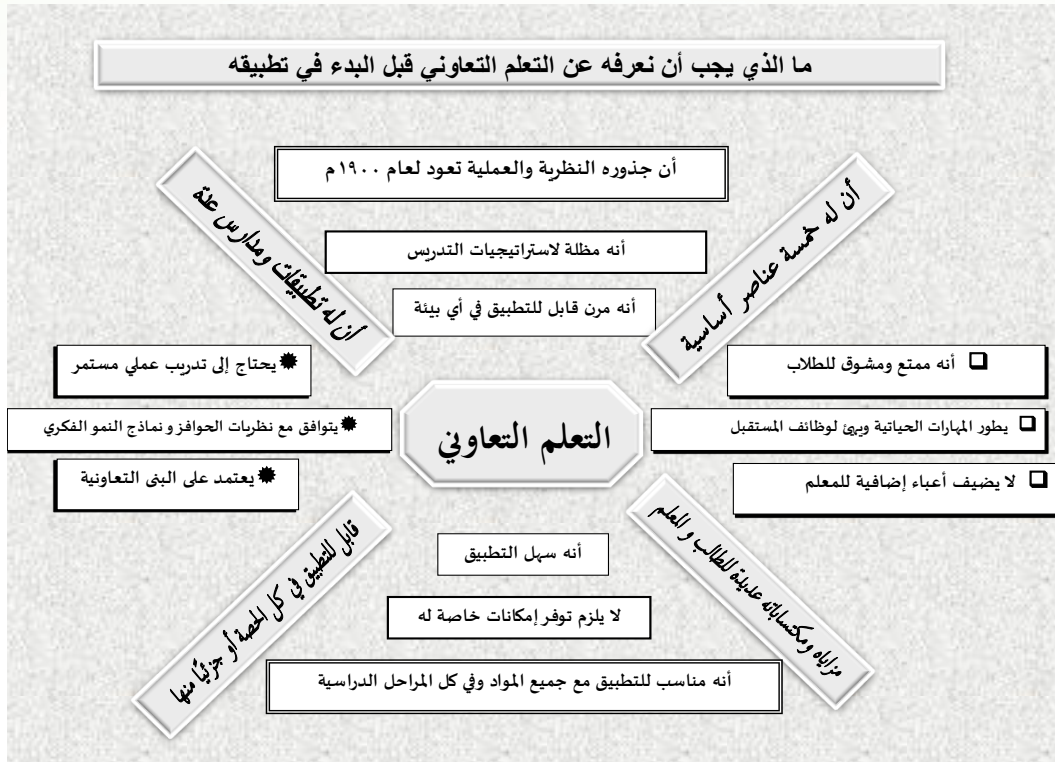 ما الذي يجب أن نعرفه عن التعلم التعاوني قبل البدء في تطبيقه
أن جذوره النظرية والعملية تعود لعام ١٩٠٠م
أن له خمسة عناصر أساسية
أن له تطبيقات ومدارس عدة
أنه مظلة لاستراتيجيات التدريس
أنه مرن قابل للتطبيق في أي بيئة
أنه ممتع ومشوق للطلاب
يحتاج إلى تدريب عملي مستمر
يطور المهارات الحياتية ويهئ لوظائف المستقبل
التعلم التعاوني
يتوافق مع نظريات الحوافز و نماذج النمو الفكري
لا يضيف أعباء إضافية للمعلم
يعتمد على البنى التعاونية
مزاياه ومكتساباته عديدة للطالب و المعلم
أنه سهل التطبيق
قابل للتطبيق في كل الحصة أو جزئيًا منها
لا يلزم توفر إمكانات خاصة له
أنه مناسب للتطبيق مع جميع المواد وفي كل المراحل الدراسية